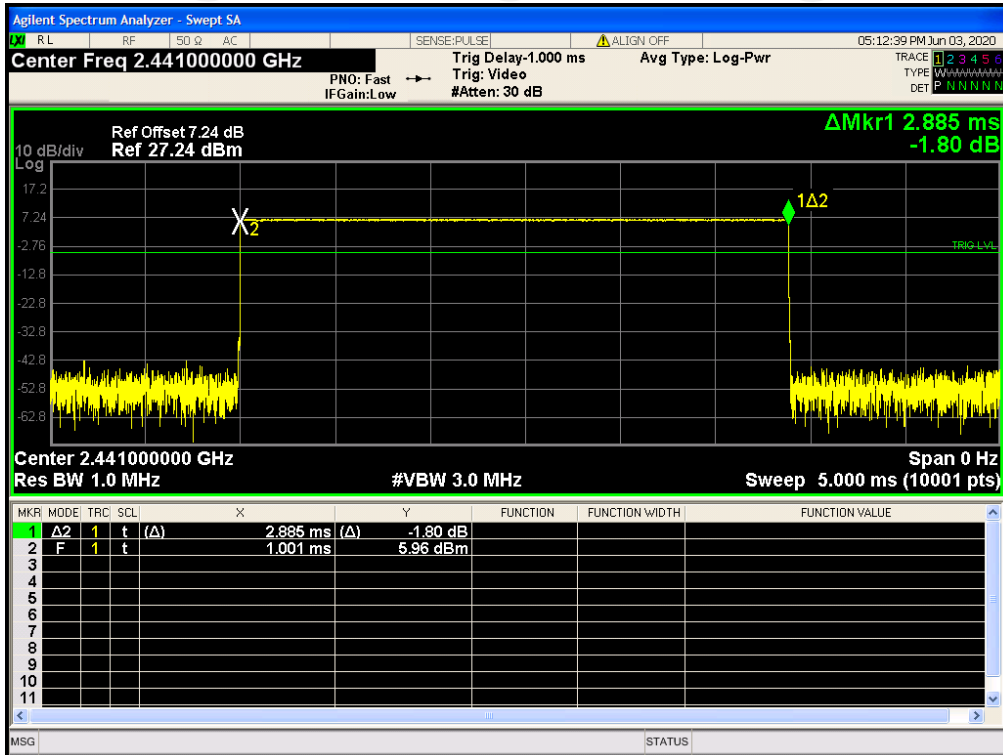 Agilent Spectrum Analyzer - Swept SA
LXI RL RF 50 Ω AC SENSE:PULSE ALIGN OFF 05:12:39 PM Jun 03, 2020
Center Freq 2.441000000 GHz
PNO: Fast
IFGain:Low
Trig Delay-1.000 ms
Trig: Video
#Atten: 30 dB
Avg Type: Log-Pwr
TRACE 1 2 3 4 5 6
TYPE WWWWWW
DET P N N N N N
ΔMkr1 2.885 ms
-1.80 dB
Ref Offset 7.24 dB
10 dB/div Ref 27.24 dBm
Log
17.2
1Δ2
7.24
2
-2.76
TRIG LVL
-12.8
-22.8
-32.8
-42.8
-52.8
-62.8
Center 2.441000000 GHz Span 0 Hz
Res BW 1.0 MHz #VBW 3.0 MHz Sweep 5.000 ms (10001 pts)
MKR MODE TRC SCL X Y FUNCTION FUNCTION WIDTH FUNCTION VALUE
1 Δ2 1 t (Δ) 2.885 ms (Δ) -1.80 dB
2 F 1 t 1.001 ms 5.96 dBm
3
4
5
6
7
8
9
10
11
MSG STATUS